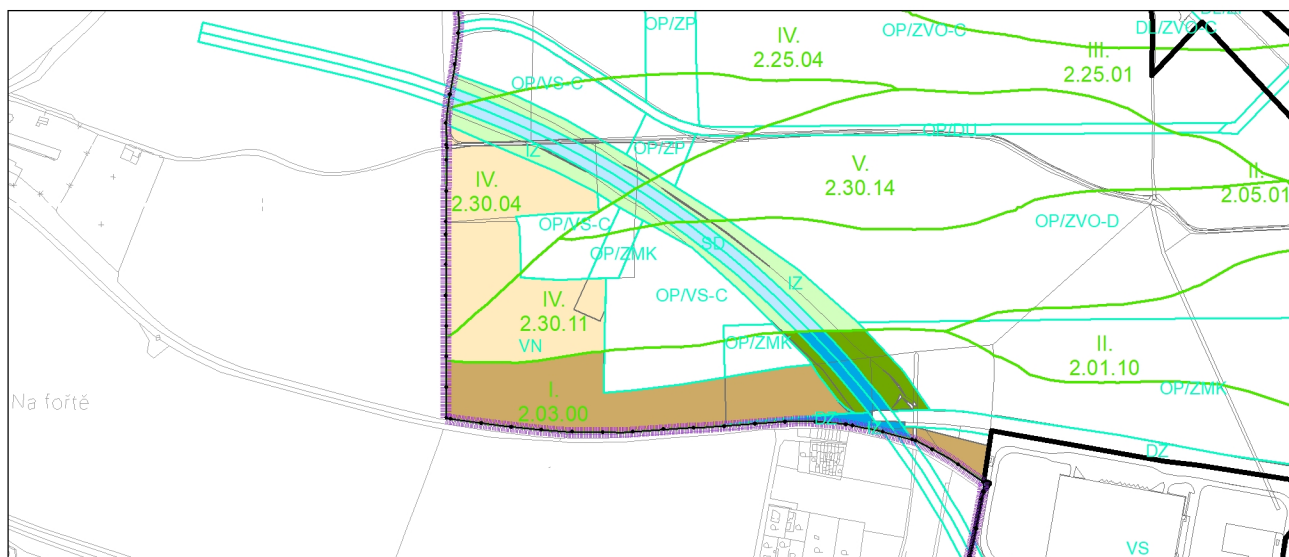 OP/ZP
IV.
2.25.04
OP/ZVO-C
DL/ZVO-C
III.
2.25.01
OP/VS-C
OP/DU
IZ
OP/ZP
IV.
2.30.04
V.
2.30.14
II.
2.05.01
OP/VS-C
OP/ZVO-D
SD
OP/ZMK
IZ
OP/VS-C
IV.
2.30.11
VN
OP/ZMK
II.
2.01.10
OP/ZMK
I.
2.03.00
Na fořtě
DZ
IZ
DZ
VS